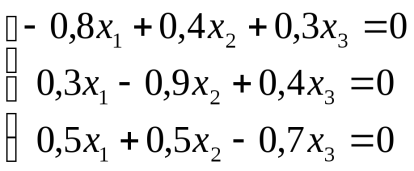 − 0,8x₁ + 0,4x₂ + 0,3x₃ = 0
0,3x₁ − 0,9x₂ + 0,4x₃ = 0
0,5x₁ + 0,5x₂ − 0,7x₃ = 0